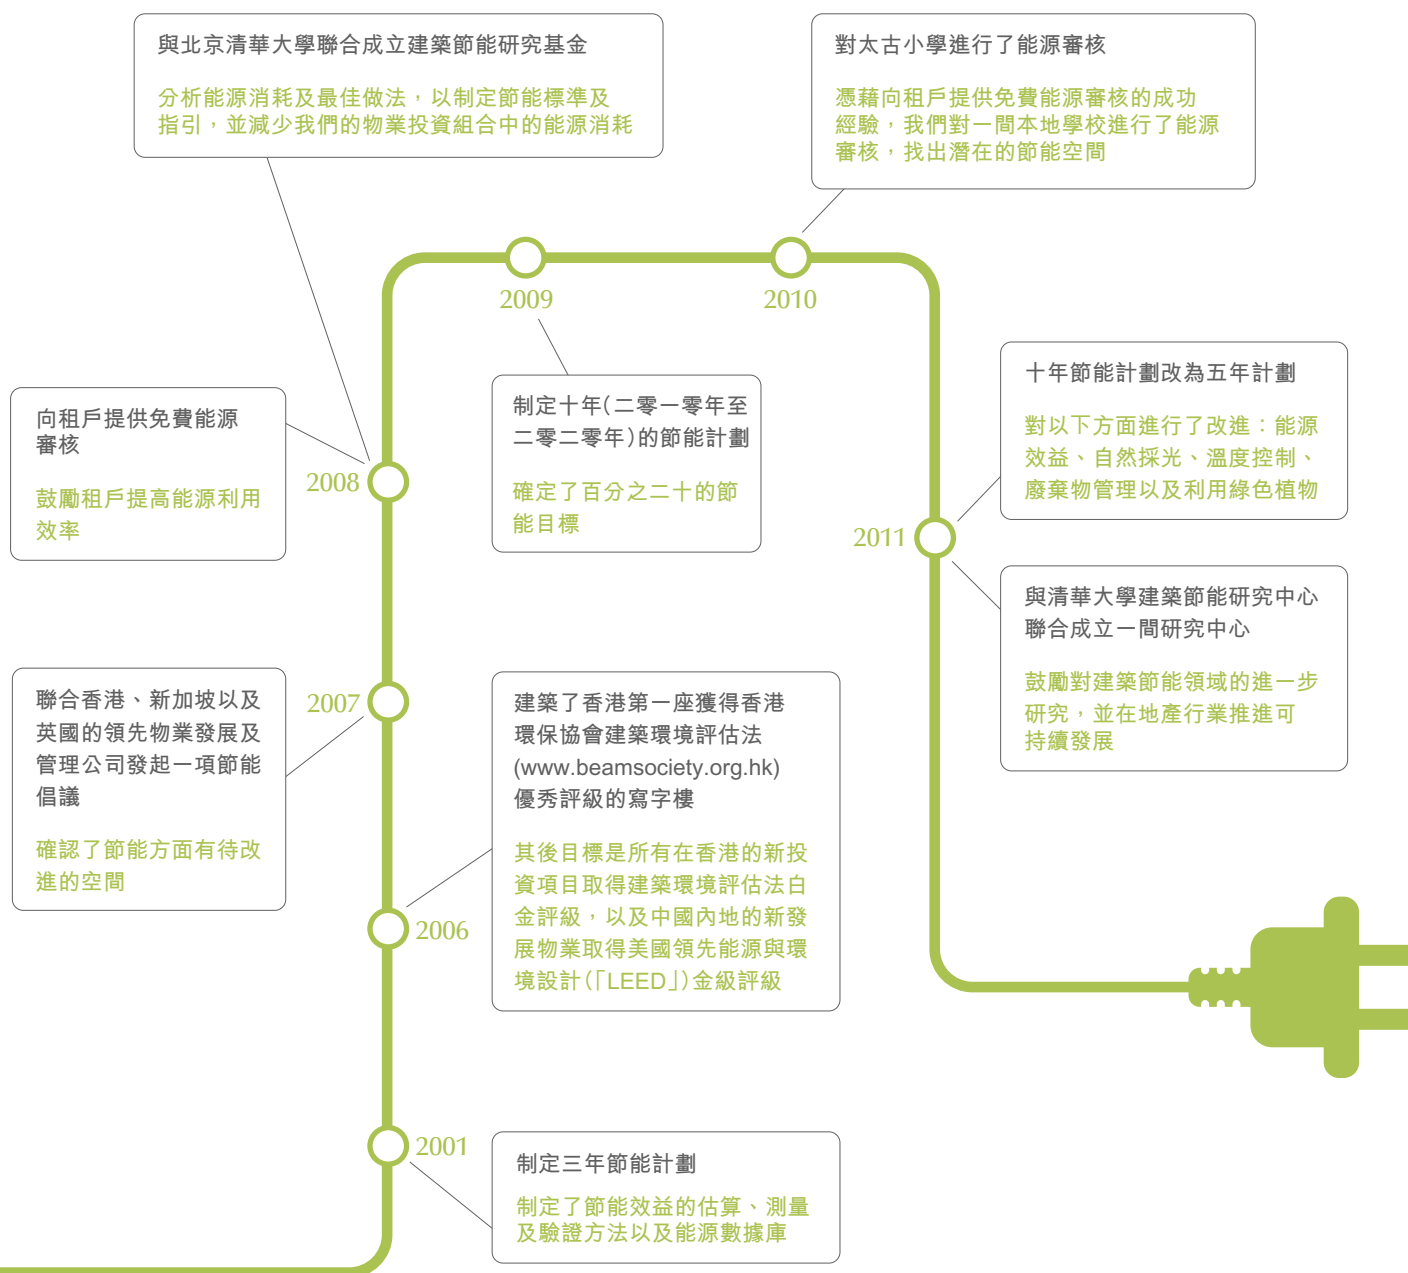 與北京清華大學聯合成立建築節能研究基金
分析能源消耗及最佳做法，以制定節能標準及
指引，並減少我們的物業投資組合中的能源消耗
對太古小學進行了能源審核
憑藉向租戶提供免費能源審核的成功
經驗，我們對一間本地學校進行了能源
審核，找出潛在的節能空間
2009
2010
十年節能計劃改為五年計劃
對以下方面進行了改進：能源
效益、自然採光、溫度控制、
廢棄物管理以及利用綠色植物
向租戶提供免費能源
審核
鼓勵租戶提高能源利用
效率
2008
制定十年(二零一零年至
二零二零年)的節能計劃
確定了百分之二十的節
能目標
2011
與清華大學建築節能研究中心
聯合成立一間研究中心
鼓勵對建築節能領域的進一步
研究，並在地產行業推進可
持續發展
聯合香港、新加坡以及
英國的領先物業發展及
管理公司發起一項節能
倡議
確認了節能方面有待改
進的空間
2007
建築了香港第一座獲得香港
環保協會建築環境評估法
(www.beamsociety.org.hk)
優秀評級的寫字樓
其後目標是所有在香港的新投
資項目取得建築環境評估法白
金評級，以及中國內地的新發
展物業取得美國領先能源與環
境設計(「LEED」)金級評級
2006
2001
制定三年節能計劃
制定了節能效益的估算、測量
及驗證方法以及能源數據庫